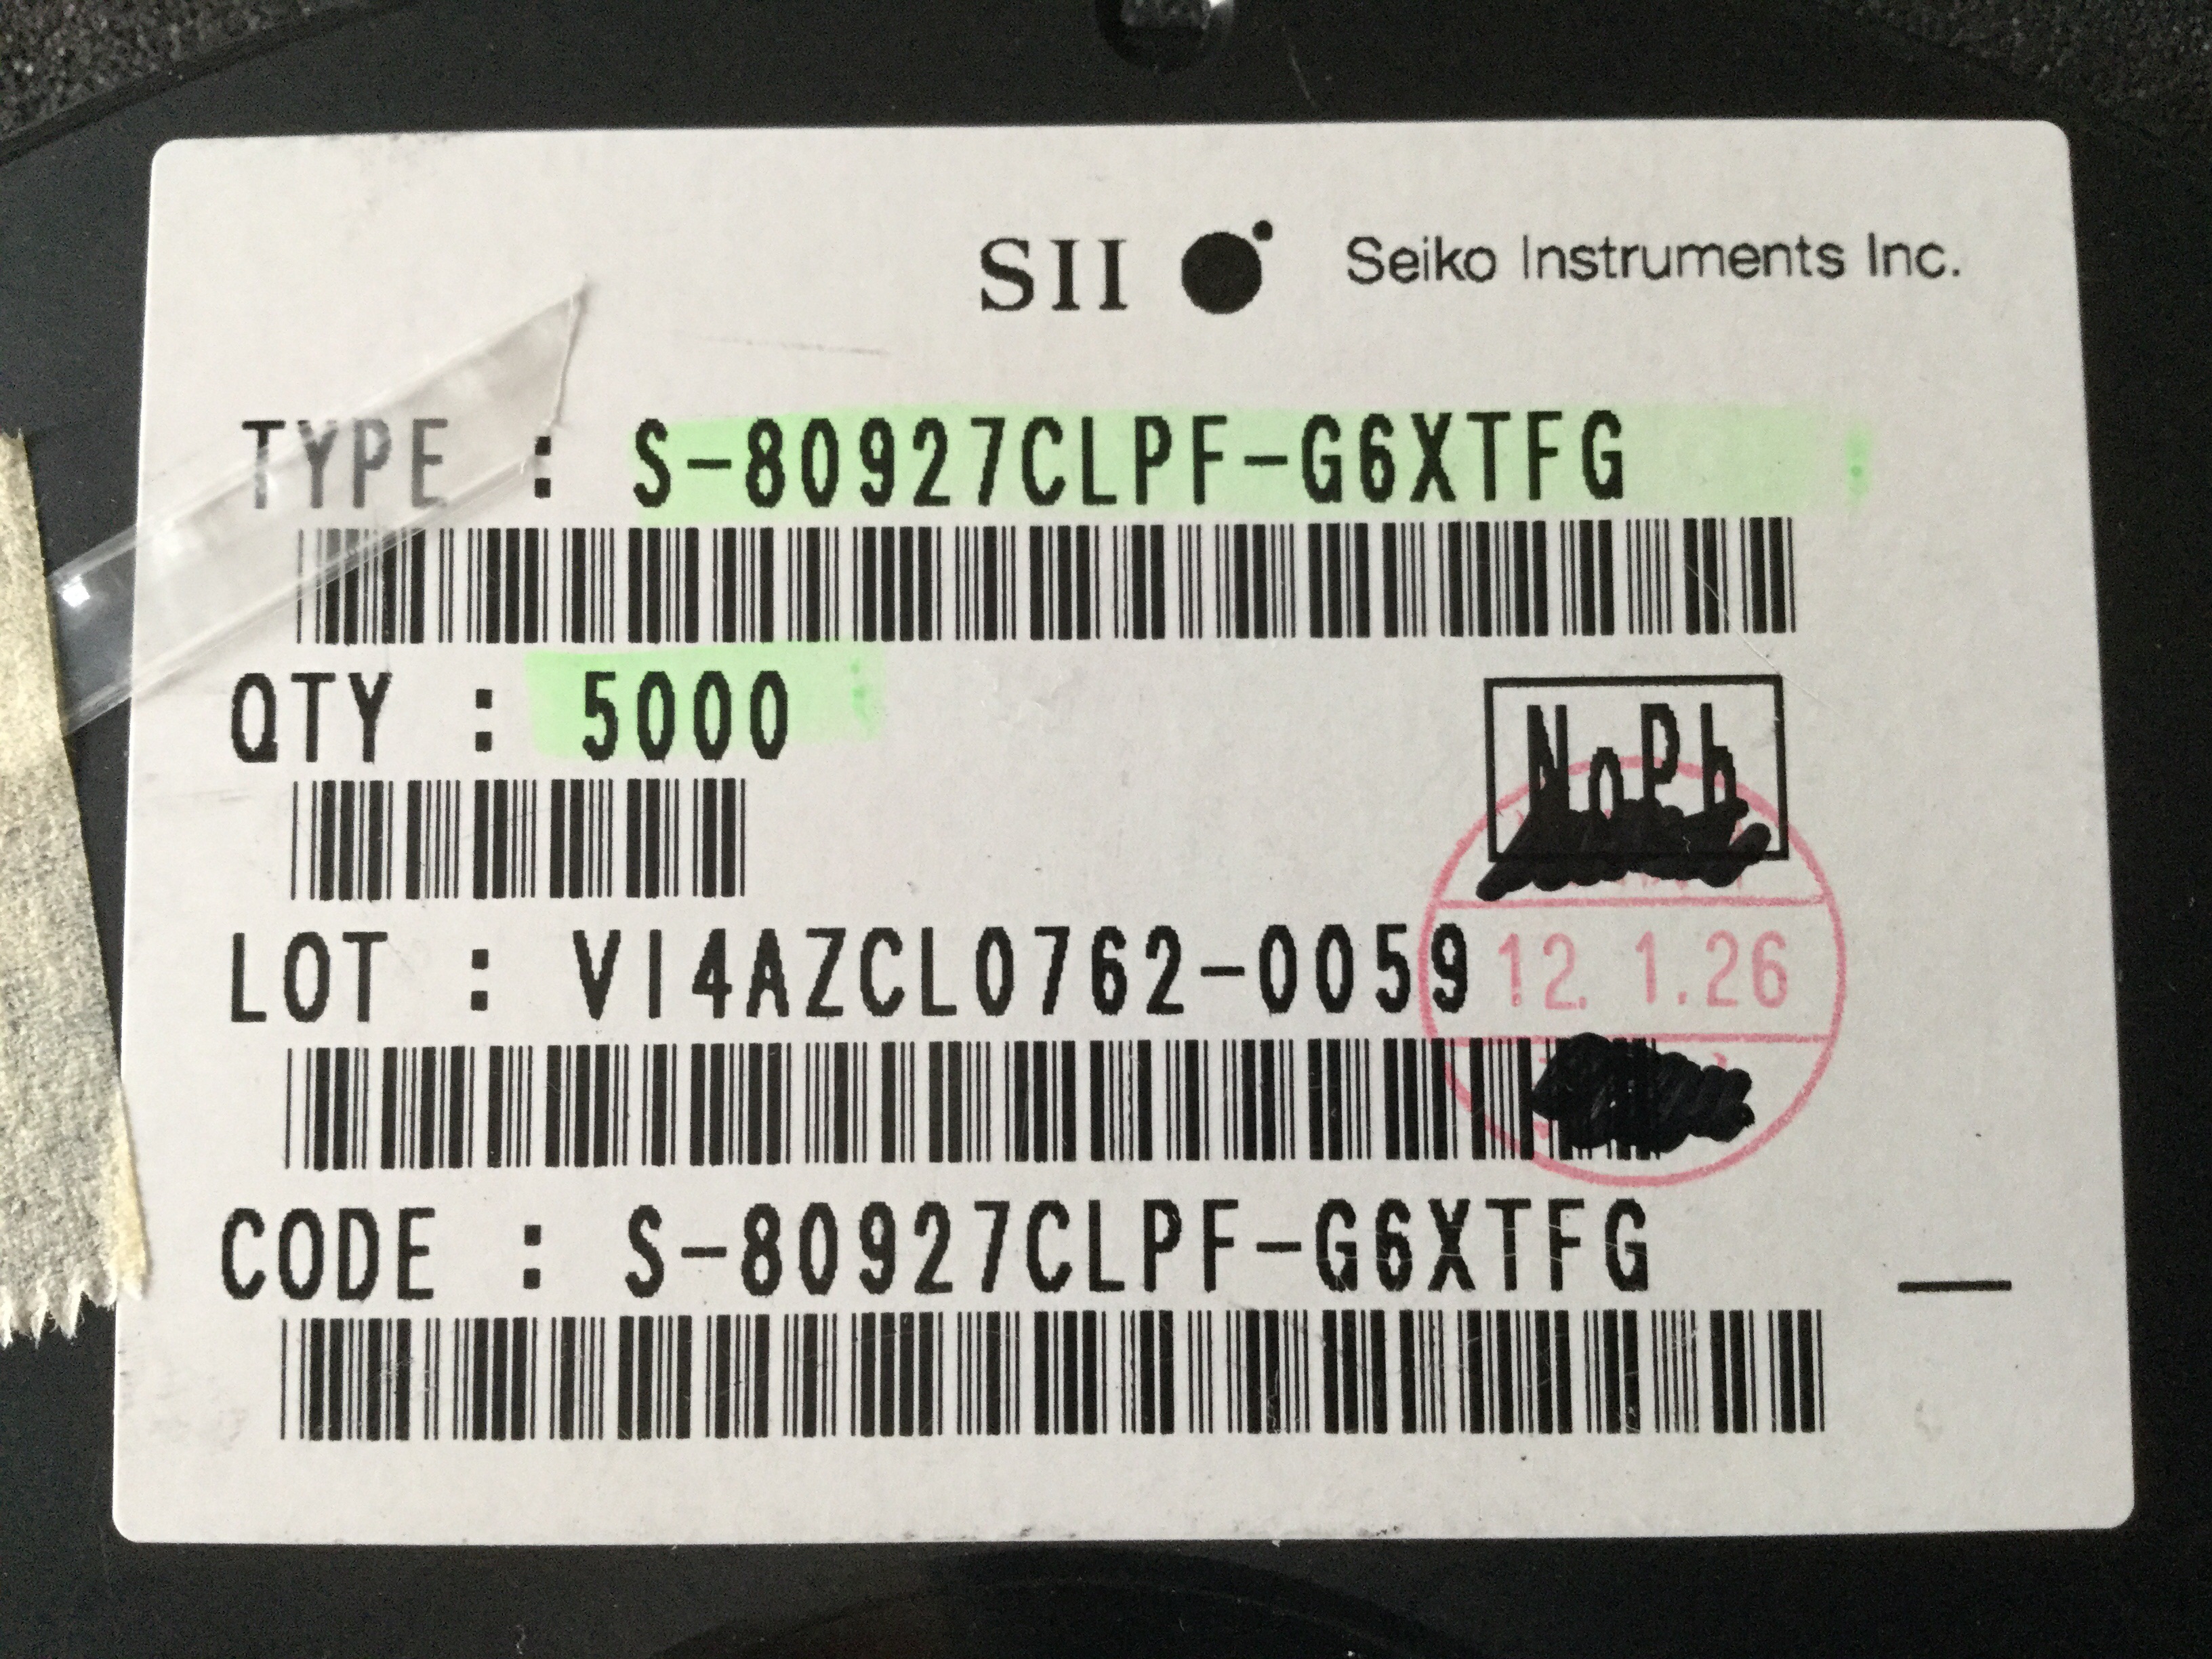 SII Seiko Instruments Inc.
TYPE : S-80927CLPF-G6XTFG
QTY : 5000
NoPb
LOT : VI4AZCL0762-0059
12. 1.26
CODE : S-80927CLPF-G6XTFG